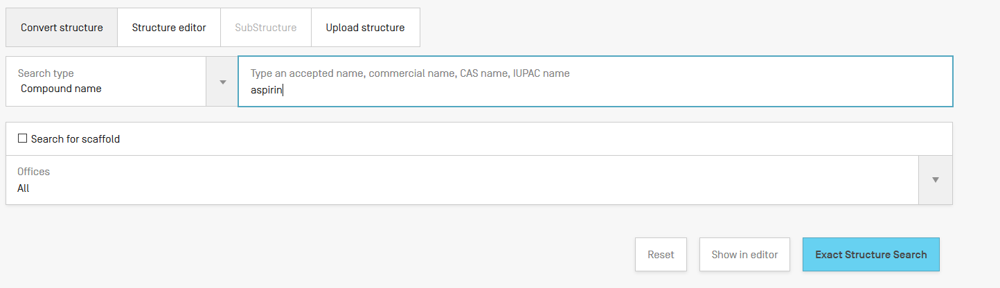 Convert structure Structure editor SubStructure Upload structure
Search type
Compound name
Type an accepted name, commercial name, CAS name, IUPAC name
aspirin
Search for scaffold
Offices
All
Reset Show in editor Exact Structure Search